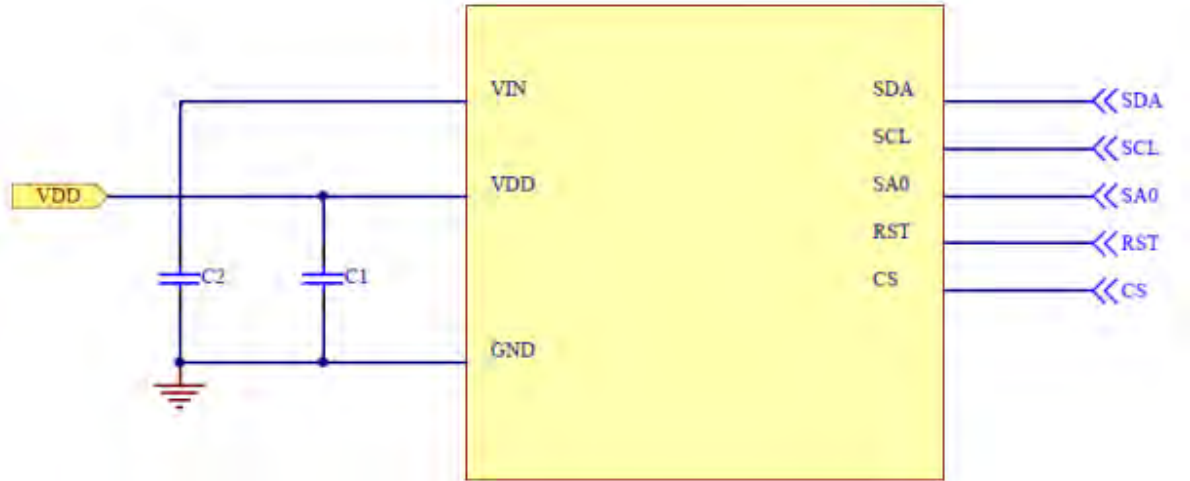 VIN
SDA
SDA
SCL
SCL
VDD
VDD
SA0
SA0
RST
RST
C2
C1
CS
CS
GND